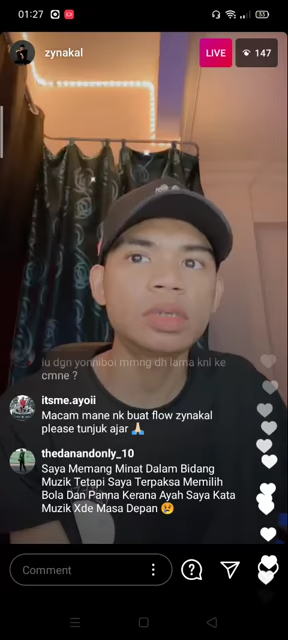 01:27
53
zynakal
LIVE
147
iu dgn yonniboi mmng dh lama knl ke
cmne ?
itsme.ayoii
Macam mane nk buat flow zynakal
please tunjuk ajar 🙏🏻
thedanandonly_10
Saya Memang Minat Dalam Bidang
Muzik Tetapi Saya Terpaksa Memilih
Bola Dan Panna Kerana Ayah Saya Kata
Muzik Xde Masa Depan 😢
Comment